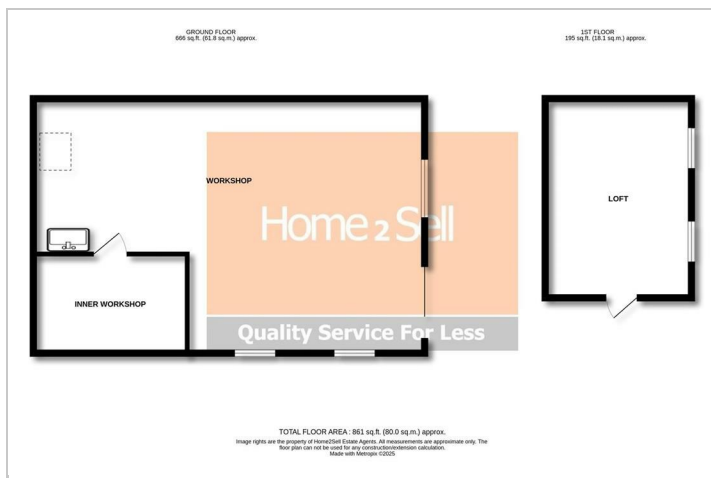 GROUND FLOOR
666 sq.ft. (61.8 sq.m.) approx.
1ST FLOOR
195 sq.ft. (18.1 sq.m.) approx.
WORKSHOP
LOFT
Home 2 Sell
INNER WORKSHOP
Quality Service For Less
TOTAL FLOOR AREA : 861 sq.ft. (80.0 sq.m.) approx.
Image rights are the property of Home2Sell Estate Agents. All measurements are approximate only. The
floor plan can not be used for any construction/extension calculation.
Made with Metropix ©2025